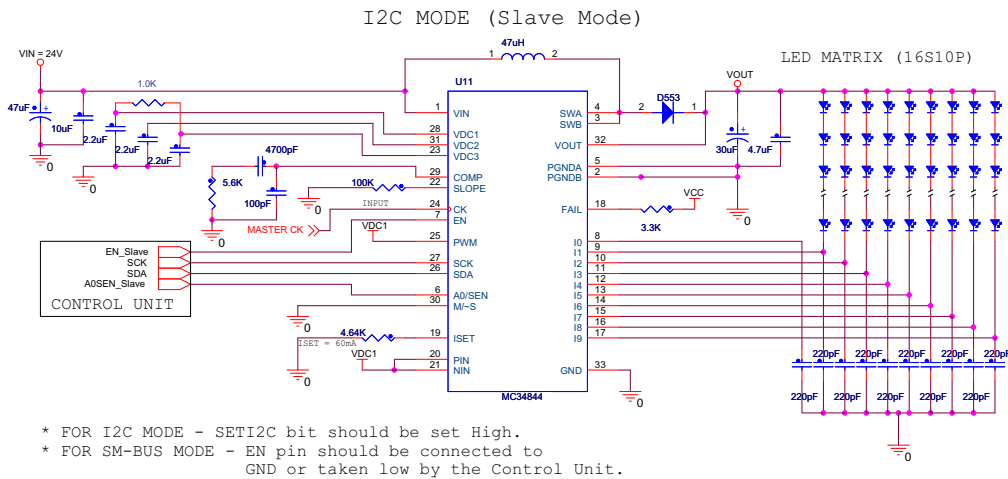 I2C MODE (Slave Mode)
VIN = 24V
47uF
10uF
1.0K
2.2uF
2.2uF
2.2uF
0
0
0
5.6K
4700pF
100pF
0
100K
0
INPUT
MASTER CK
VDC1
CONTROL UNIT
EN_Slave
SCK
SDA
A0SEN_Slave
0
4.64K
ISET = 60mA
0
VDC1
1 47uH 2
U11
1 VIN
28 VDC1
31 VDC2
23 VDC3
29 COMP
22 SLOPE
24 CK
7 EN
25 PWM
27 SCK
26 SDA
6 A0/SEN
30 M/~S
19 ISET
20 PIN
21 NIN
SWA 4
SWB 3
VOUT 32
PGNDA 5
PGNDB 2
FAIL 18
I0 8
I1 9
I2 10
I3 11
I4 12
I5 13
I6 14
I7 15
I8 16
I9 17
GND 33
MC34844
0
2 D553 1
VOUT
30uF
4.7uF
0
VCC
3.3K
LED MATRIX (16S10P)
220pF 220pF 220pF 220pF 220pF
220pF 220pF 220pF 220pF 220pF
0
* FOR I2C MODE - SETI2C bit should be set High.
* FOR SM-BUS MODE - EN pin should be connected to
GND or taken low by the Control Unit.